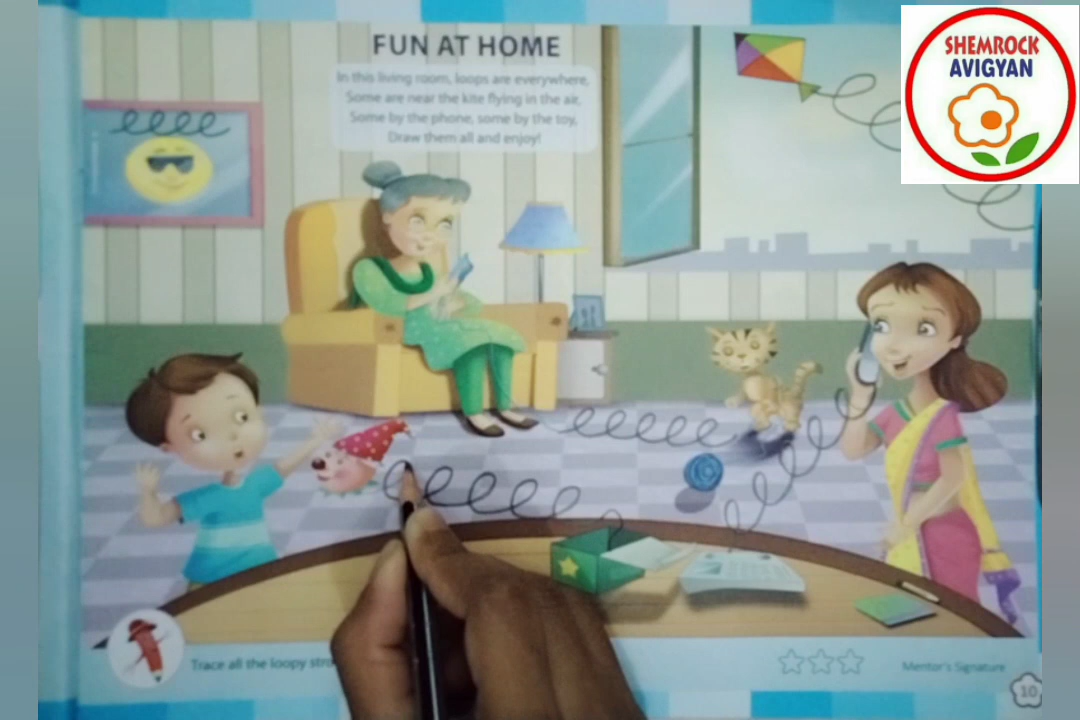 FUN AT HOME
In this living room, loops are everywhere,
Some are near the kite flying in the air,
Some by the phone, some by the toy,
Draw them all and enjoy!
SHEMROCK
AVIGYAN
Trace all the loopy
Mentor's Signature
10